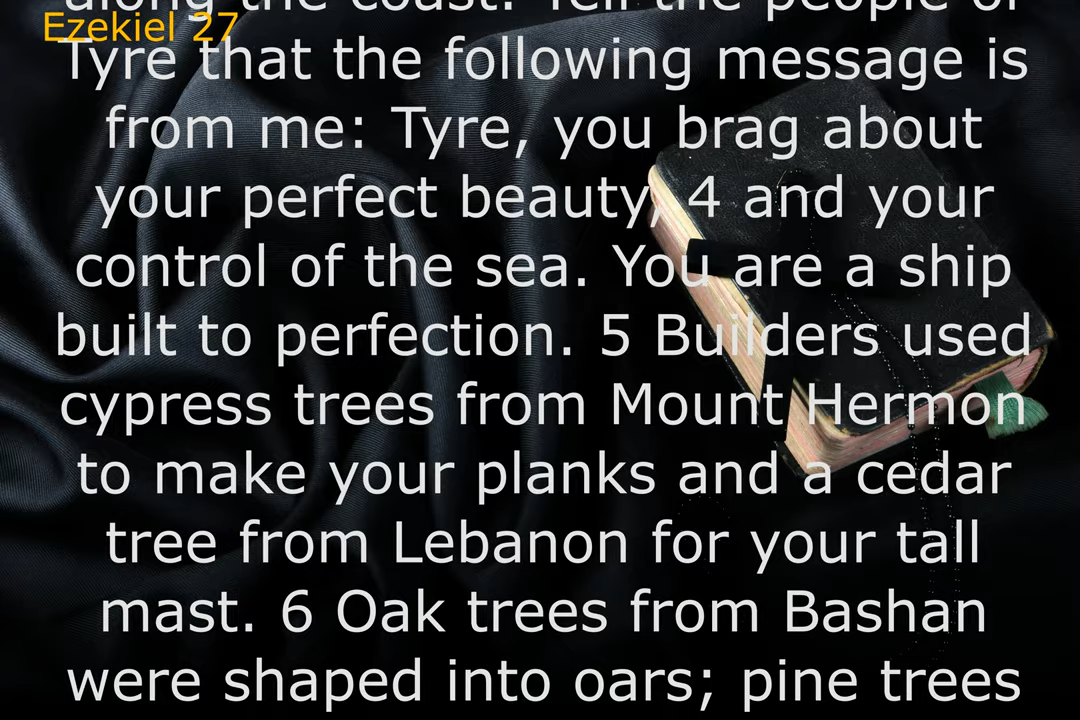 along the coast. Tell the people of
Ezekiel 27
Tyre that the following message is
from me: Tyre, you brag about
your perfect beauty, 4 and your
control of the sea. You are a ship
built to perfection. 5 Builders used
cypress trees from Mount Hermon
to make your planks and a cedar
tree from Lebanon for your tall
mast. 6 Oak trees from Bashan
were shaped into oars; pine trees